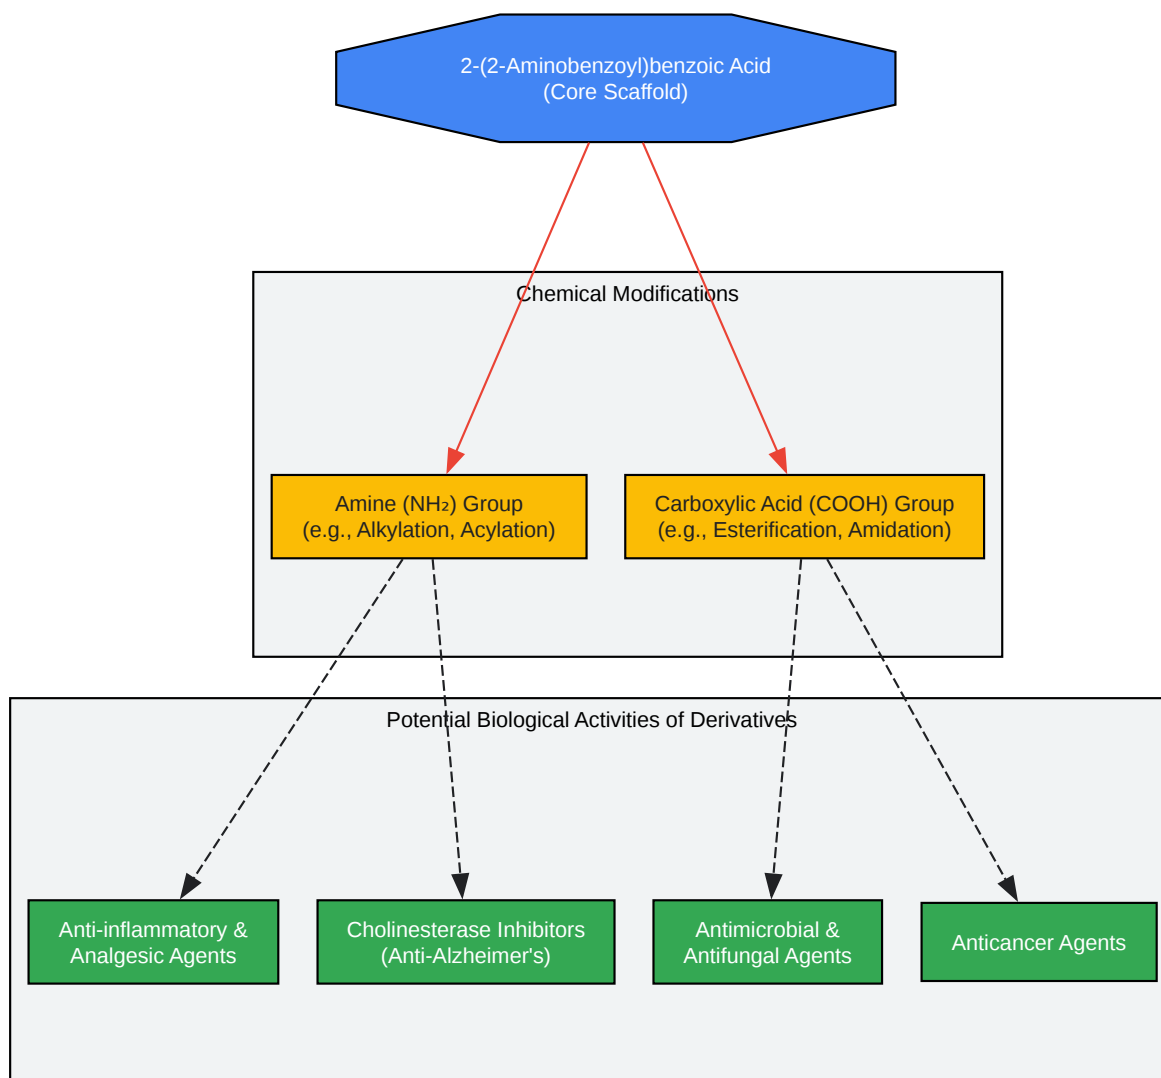 2-(2-Aminobenzoyl)benzoic Acid
(Core Scaffold)
Chemical Modifications
Amine (NH₂) Group
(e.g., Alkylation, Acylation)
Carboxylic Acid (COOH) Group
(e.g., Esterification, Amidation)
Potential Biological Activities of Derivatives
Anti-inflammatory &
Analgesic Agents
Cholinesterase Inhibitors
(Anti-Alzheimer's)
Antimicrobial &
Antifungal Agents
Anticancer Agents